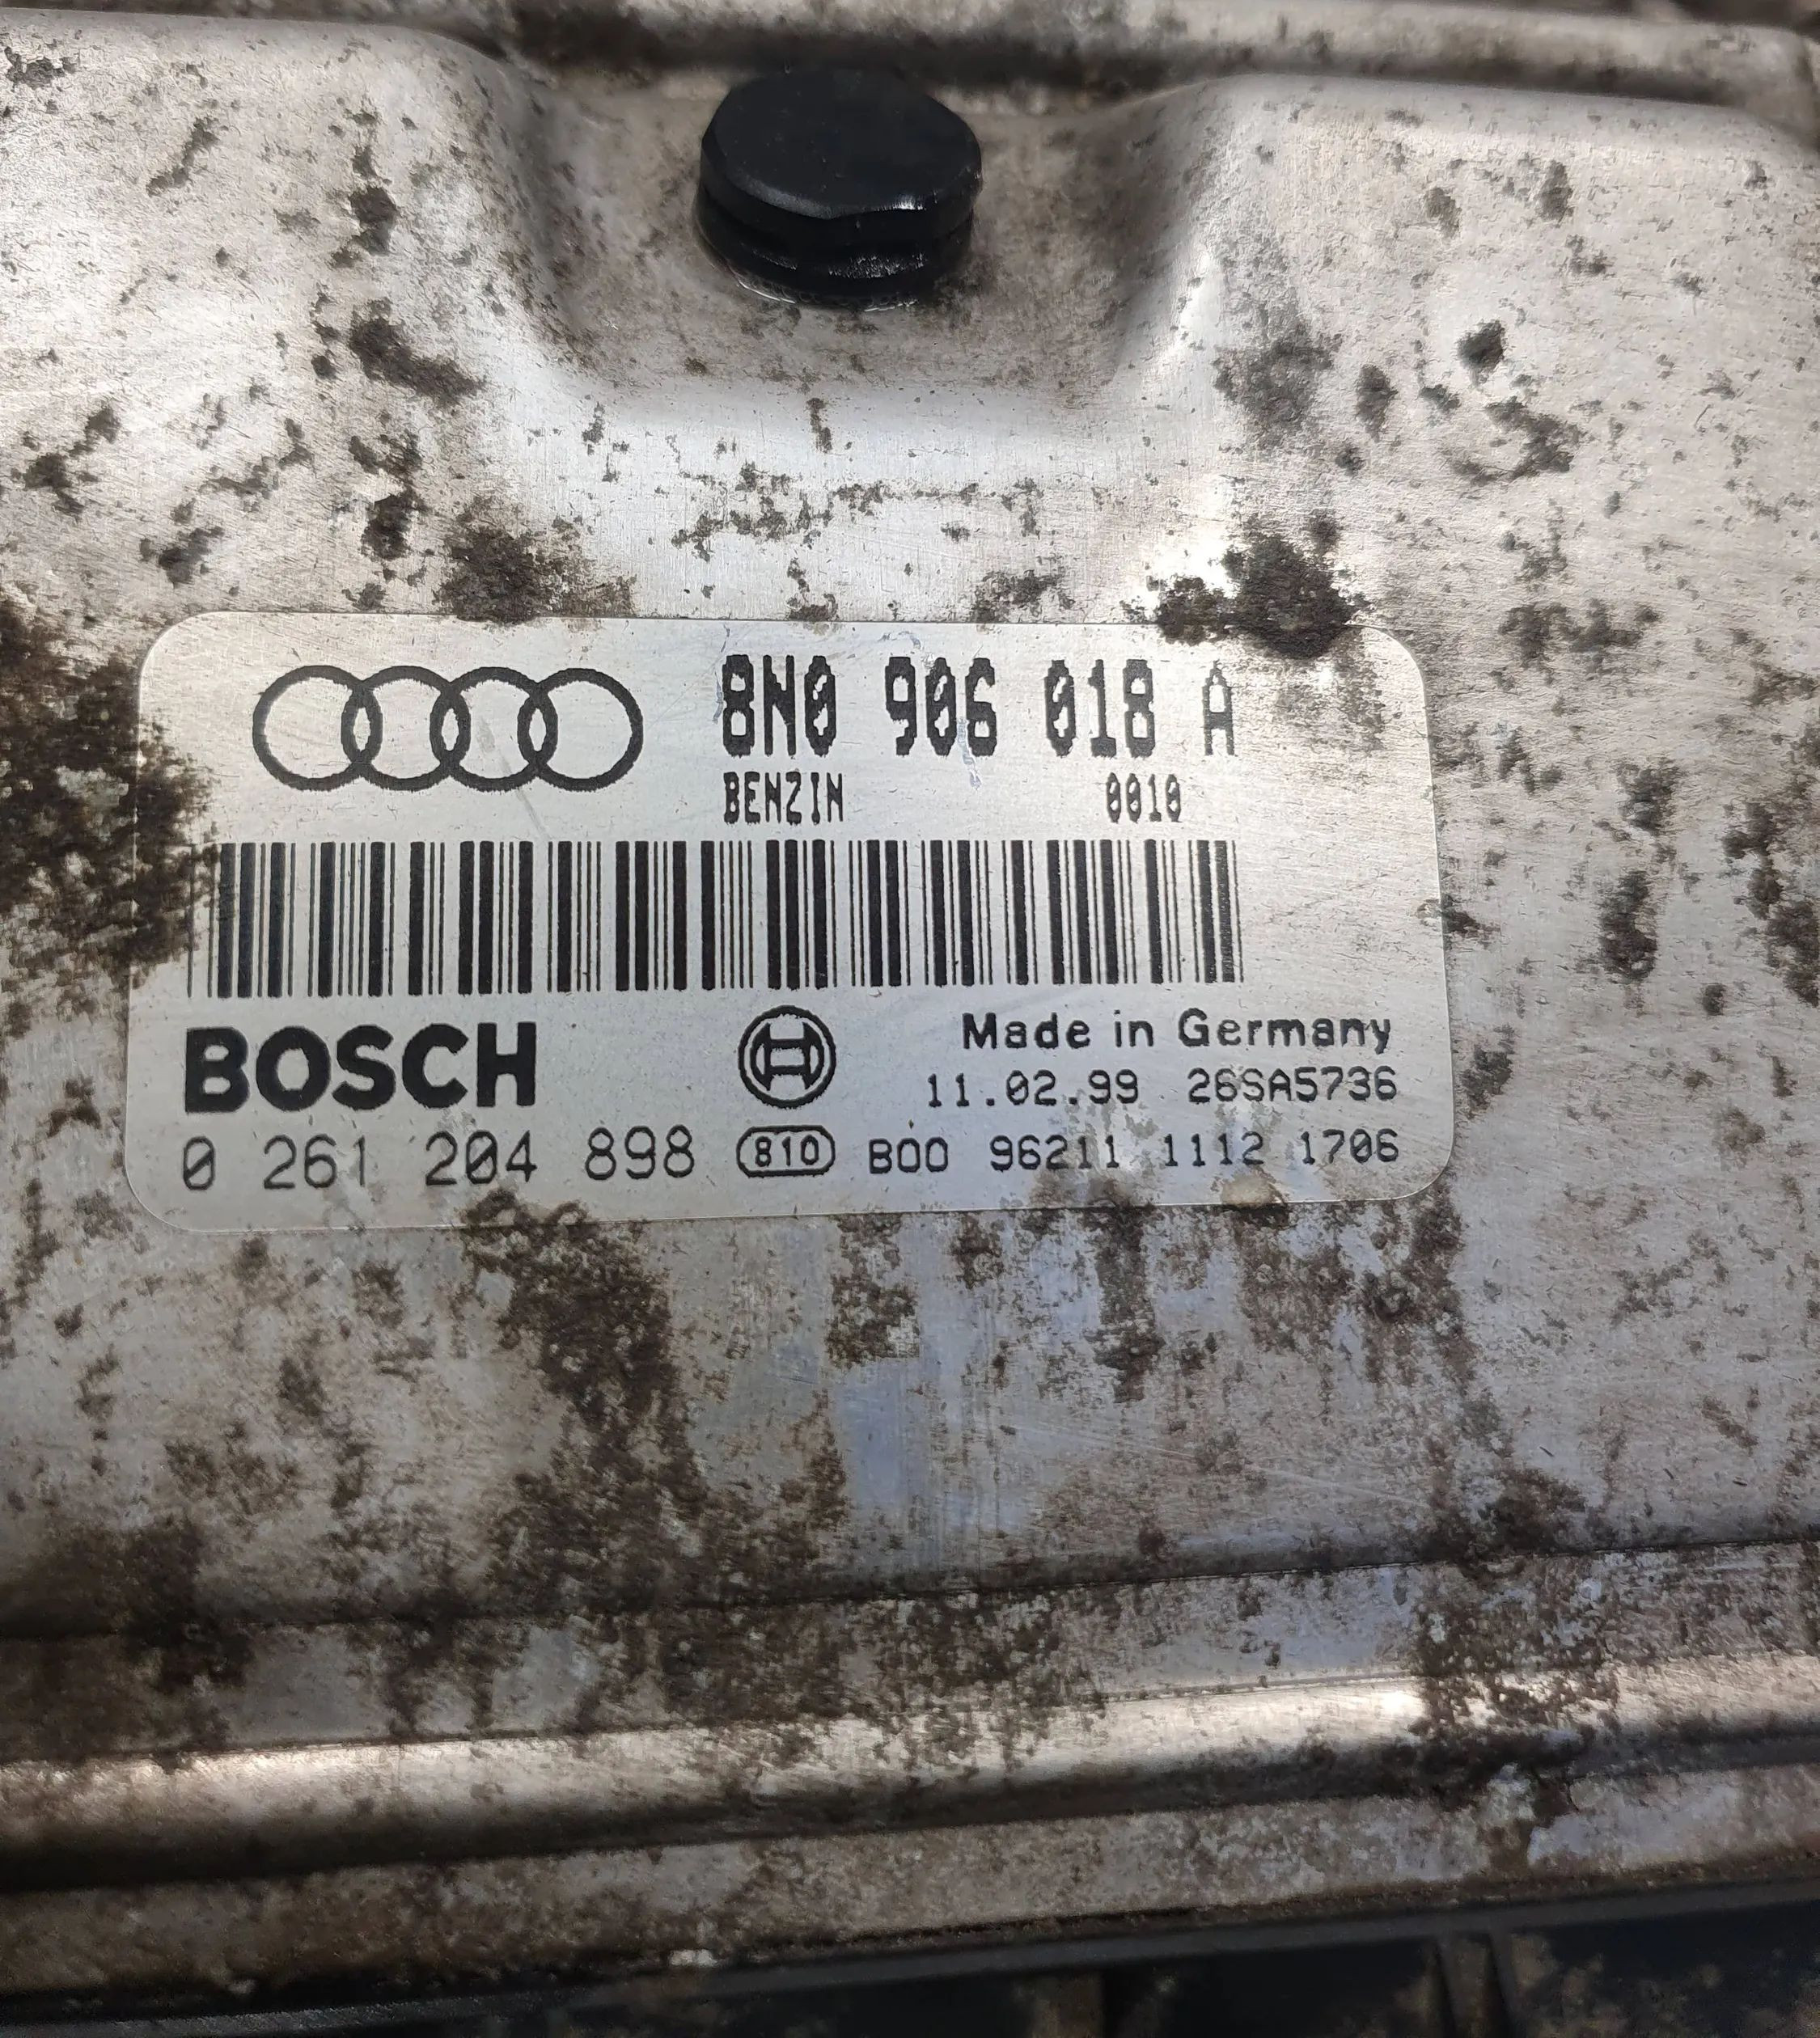 8N0 906 018 A
BENZIN 0010
BOSCH
Made in Germany
11.02.99 26SA5736
0 261 204 898 810 B00 96211 1112 1706